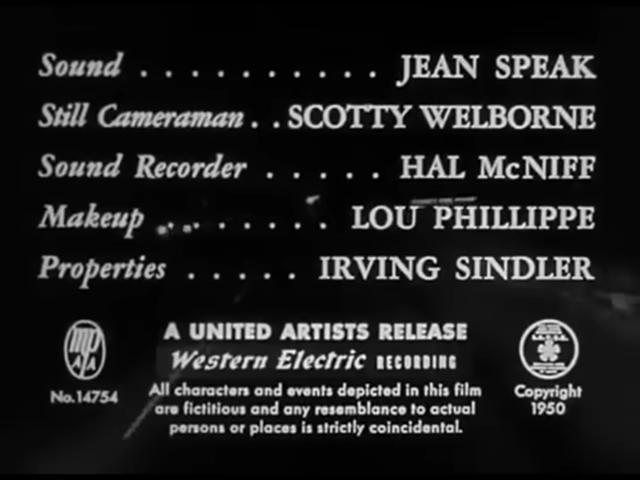 Sound . . . . . . . . . . . JEAN SPEAK
Still Cameraman . . SCOTTY WELBORNE
Sound Recorder . . . . . HAL McNIFF
Makeup . . . . . . . . LOU PHILLIPPE
Properties . . . . . IRVING SINDLER
A UNITED ARTISTS RELEASE
Western Electric RECORDING
MPAA
No. 14754
All characters and events depicted in this film
are fictitious and any resemblance to actual
persons or places is strictly coincidental.
Copyright
1950